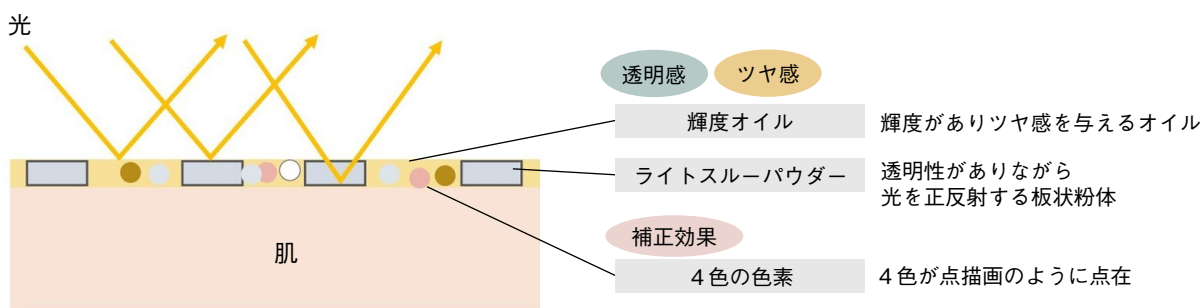 光
透明感 ツヤ感
輝度オイル 輝度がありツヤ感を与えるオイル
ライトスルーパウダー 透明性がありながら
光を正反射する板状粉体
補正効果
肌
４色の色素 ４色が点描画のように点在